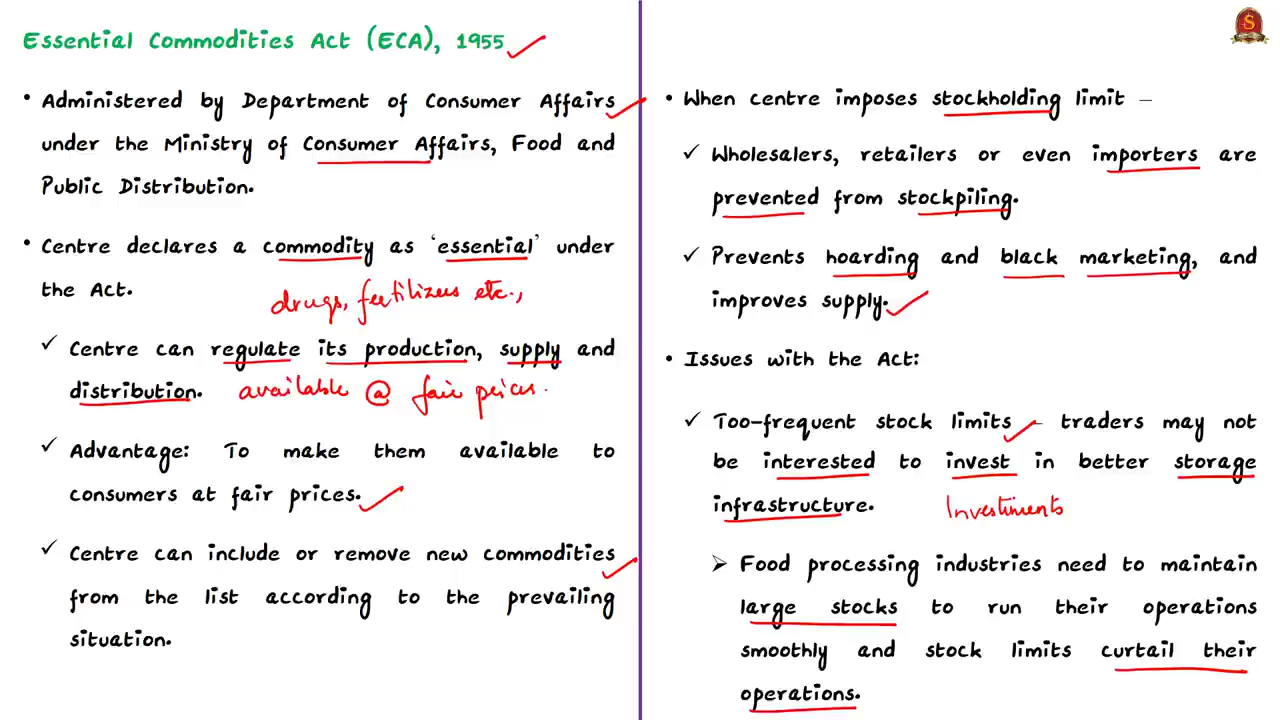 Essential Commodities Act (ECA), 1955
• Administered by Department of Consumer Affairs
under the Ministry of Consumer Affairs, Food and
Public Distribution.
• Centre declares a commodity as ‘essential’ under
the Act.
drugs, fertilizers etc.,
✓ Centre can regulate its production, supply and
distribution. available @ fair prices.
✓ Advantage: To make them available to
consumers at fair prices.
✓ Centre can include or remove new commodities
from the list according to the prevailing
situation.
• When centre imposes stockholding limit –
✓ Wholesalers, retailers or even importers are
prevented from stockpiling.
✓ Prevents hoarding and black marketing, and
improves supply.
• Issues with the Act:
✓ Too-frequent stock limits – traders may not
be interested to invest in better storage
infrastructure. Investments
➢ Food processing industries need to maintain
large stocks to run their operations
smoothly and stock limits curtail their
operations.
S